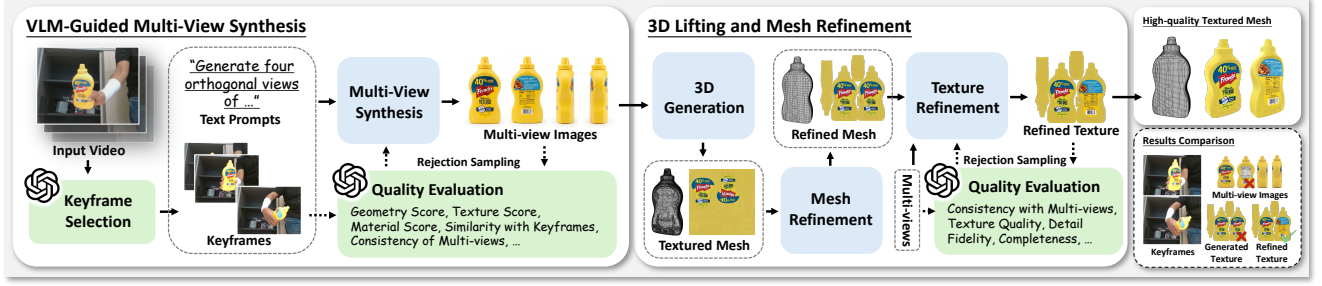 VLM-Guided Multi-View Synthesis
Input Video
Keyframe
Selection
“Generate four
orthogonal views
of …”
Text Prompts
Keyframes
Multi-View
Synthesis
Multi-view Images
Rejection Sampling
Quality Evaluation
Geometry Score, Texture Score,
Material Score, Similarity with Keyframes,
Consistency of Multi-views, …
3D Lifting and Mesh Refinement
3D
Generation
Textured Mesh
Refined Mesh
Mesh
Refinement
Multi-views
Texture
Refinement
Refined Texture
Rejection Sampling
Quality Evaluation
Consistency with Multi-views,
Texture Quality, Detail
Fidelity, Completeness, …
High-quality Textured Mesh
Results Comparison
Multi-view Images
Keyframes
Generated
Texture
Refined
Texture